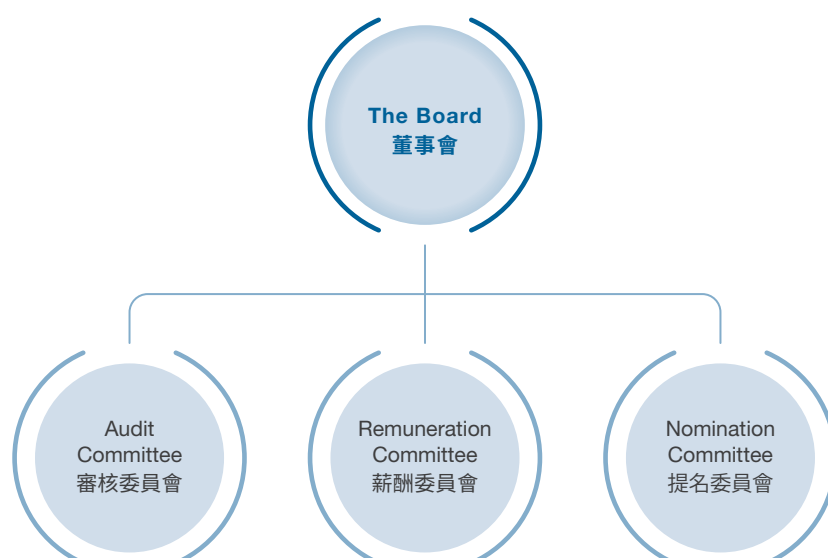 The Board
董事會
Audit
Committee
審核委員會
Remuneration
Committee
薪酬委員會
Nomination
Committee
提名委員會